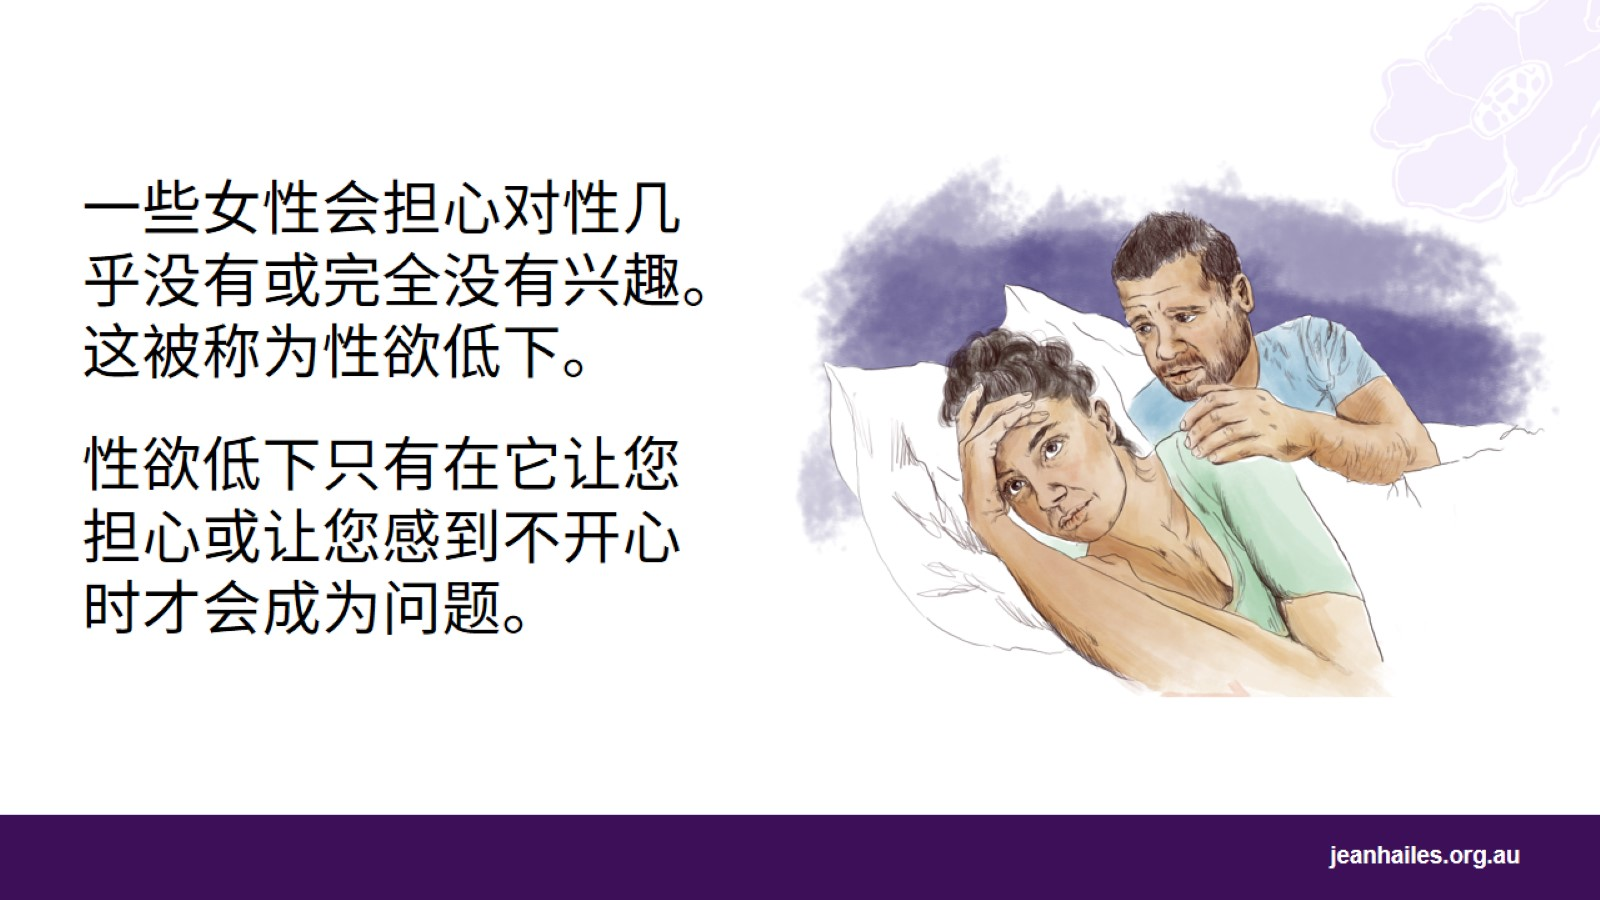 一些女性会担心对性几
乎没有或完全没有兴趣。
这被称为性欲低下。
性欲低下只有在它让您
担心或让您感到不开心
时才会成为问题。
jeanhailes.org.au